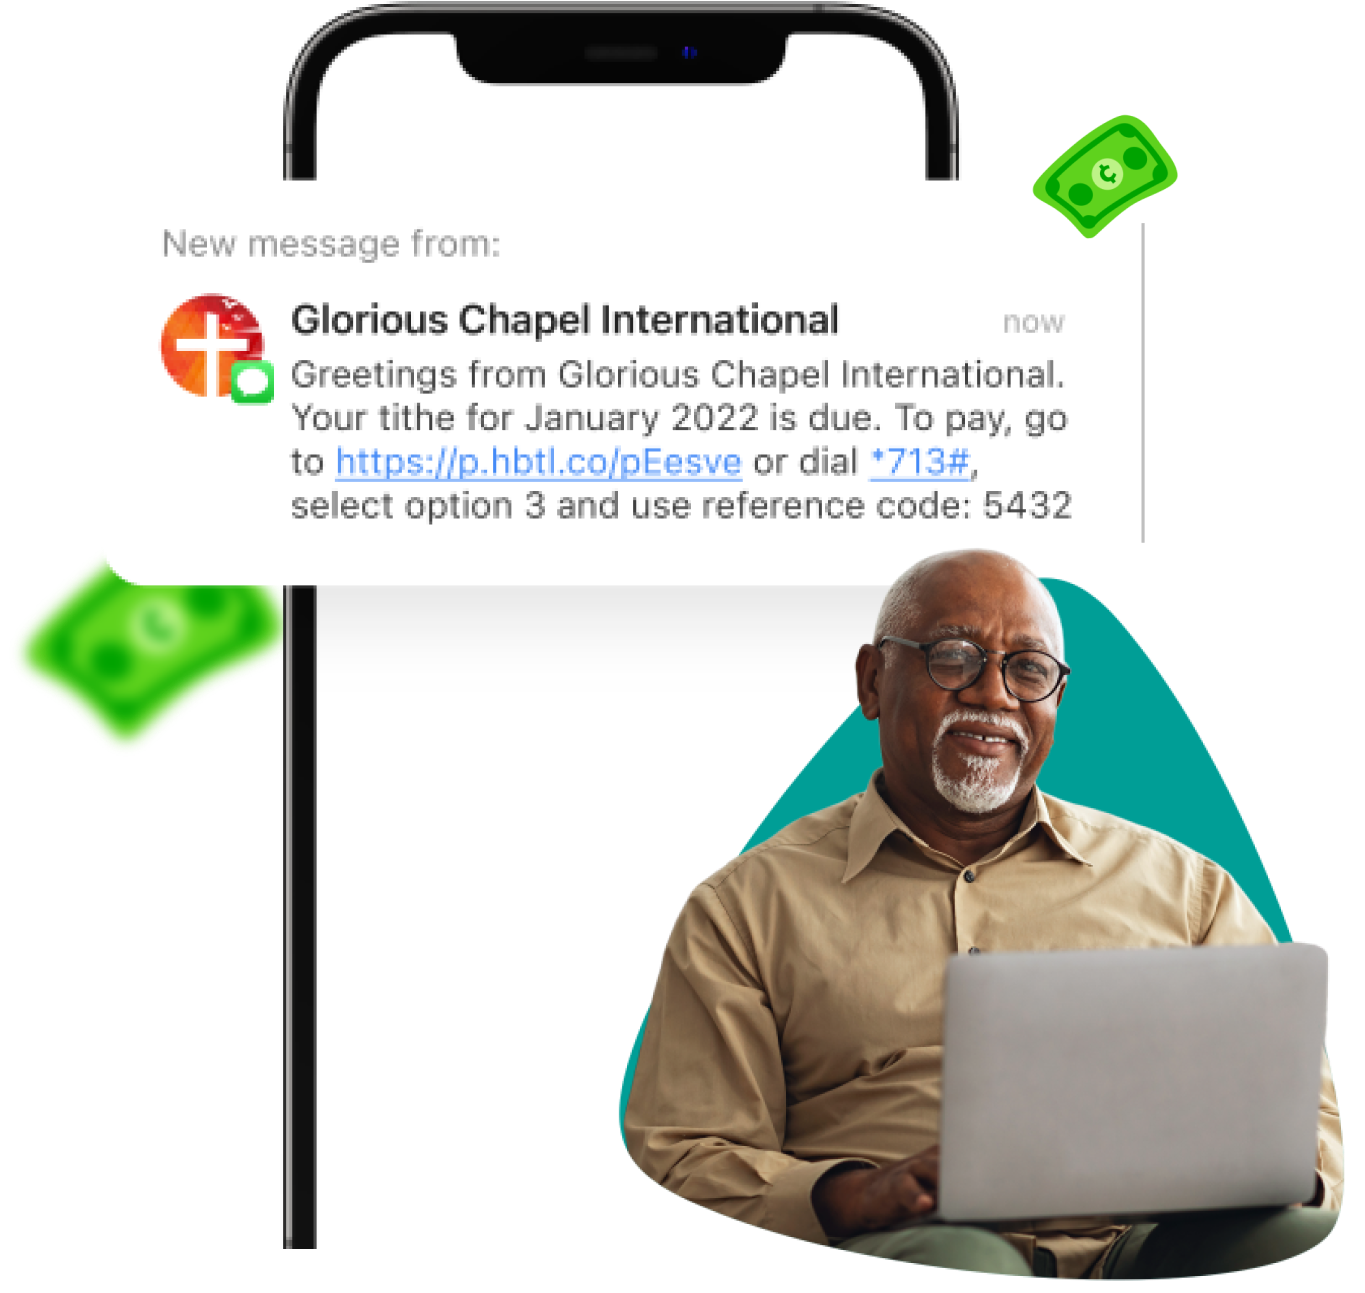 New message from:
Glorious Chapel International
now
Greetings from Glorious Chapel International.
Your tithe for January 2022 is due. To pay, go
to https://p.hbtl.co/pEesve or dial *713#,
select option 3 and use reference code: 5432